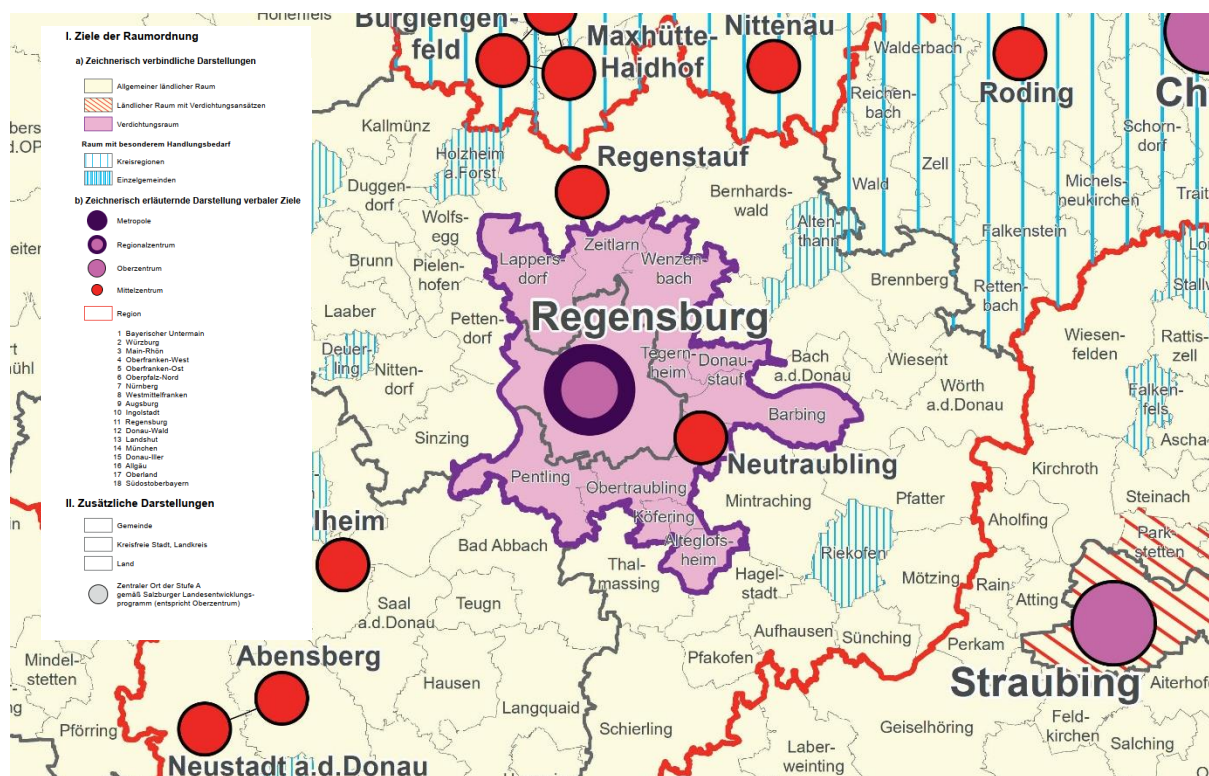 I. Ziele der Raumordnung
a) Zeichnerisch verbindliche Darstellungen
Allgemeiner ländlicher Raum
Ländlicher Raum mit Verdichtungsansätzen
Verdichtungsraum
Raum mit besonderem Handlungsbedarf
Kreisregionen
Einzelgemeinden
b) Zeichnerisch erläuternde Darstellung verbaler Ziele
Metropole
Regionalzentrum
Oberzentrum
Mittelzentrum
Region
1 Bayerischer Untermain
2 Würzburg
3 Main-Rhön
4 Oberfranken-West
5 Oberfranken-Ost
6 Oberpfalz-Nord
7 Nürnberg
8 Westmittelfranken
9 Augsburg
10 Ingolstadt
11 Regensburg
12 Donau-Wald
13 Landshut
14 München
15 Donau-Iller
16 Allgäu
17 Oberland
18 Südostoberbayern
II. Zusätzliche Darstellungen
Gemeinde
Kreisfreie Stadt, Landkreis
Land
Zentraler Ort der Stufe A
gemäß Salzburger Landesentwicklungs-
programm (entspricht Oberzentrum)
Hohenfels
Burglengen-
feld
Maxhütte-
Haidhof
Nittenau
Walderbach
Reichen-
bach
Roding
Ch
Schorn-
dorf
Kallmünz
Holzheim
a.Forst
Regenstauf
Zell
Wald
Michels-
neukirchen
Trait
Duggen-
dorf
Bernhards-
wald
Alten-
thann
Falkenstein
Loi
Stallw
Wolfs-
egg
Zeitlarn
Lappers-
dorf
Wenzen-
bach
Brunn
Pielen-
hofen
Brennberg
Retten-
bach
Laaber
Petten-
dorf
Regensburg
Wiesen-
felden
Rattis-
zell
Deuer-
ling
Nitten-
dorf
Tegern-
heim
Donau-
stauf
Bach
a.d.Donau
Wiesent
Wörth
a.d.Donau
Falken-
fels
Barbing
Sinzing
Ascha
Neutraubling
Kirchroth
Pentling
Obertraubling
Mintraching
Pfatter
Steinach
Aholfing
Park-
stetten
Köfering
lheim
Bad Abbach
Alteglofs-
heim
Riekofen
Thal-
massing
Hagel-
stadt
Mötzing
Rain
Atting
Saal
a.d.Donau
Teugn
Aufhausen
Sünching
Perkam
Mindel-
stetten
Abensberg
Pfakofen
Straubing
Aiterhofe
Hausen
Langquaid
Pförring
Schierling
Geiselhöring
Feld-
kirchen
Salching
Laber-
weinting
Neustadt a.d.Donau